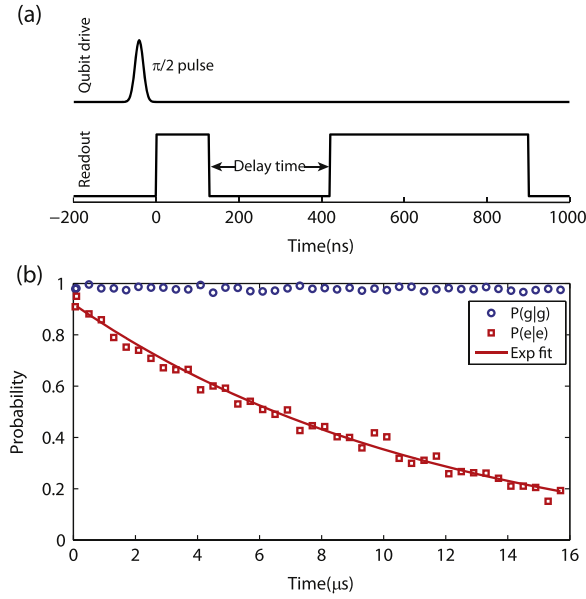 (a)
Qubit drive
π/2 pulse
Readout
Delay time
−200 0 200 400 600 800 1000
Time(ns)
(b)
1
0.8
0.6
0.4
0.2
0
Probability
P(g|g)
P(e|e)
Exp fit
0 2 4 6 8 10 12 14 16
Time(μs)